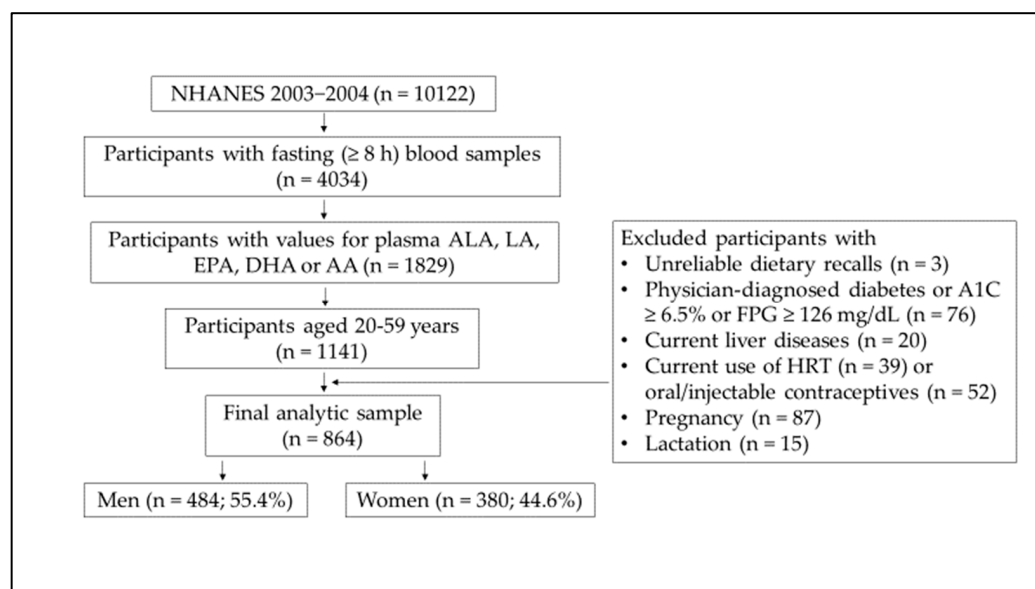 NHANES 2003–2004 (n = 10122)
Participants with fasting (≥ 8 h) blood samples
(n = 4034)
Participants with values for plasma ALA, LA,
EPA, DHA or AA (n = 1829)
Participants aged 20-59 years
(n = 1141)
Excluded participants with
• Unreliable dietary recalls (n = 3)
• Physician-diagnosed diabetes or A1C
≥ 6.5% or FPG ≥ 126 mg/dL (n = 76)
• Current liver diseases (n = 20)
• Current use of HRT (n = 39) or
oral/injectable contraceptives (n = 52)
• Pregnancy (n = 87)
• Lactation (n = 15)
Final analytic sample
(n = 864)
Men (n = 484; 55.4%)
Women (n = 380; 44.6%)